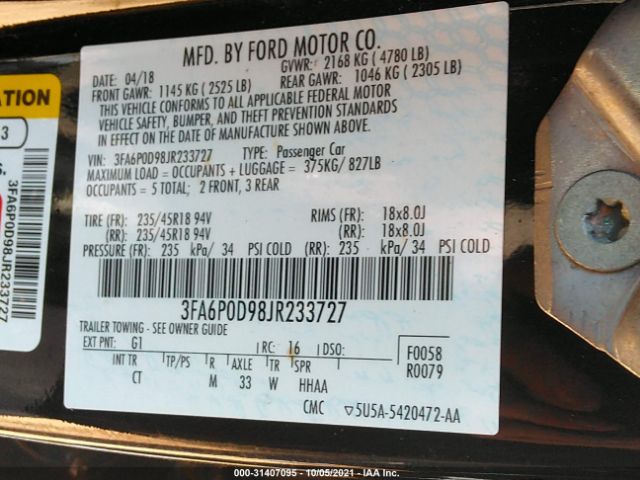 MFD. BY FORD MOTOR CO.
DATE: 04/18 GVWR: 2168 KG ( 4780 LB)
FRONT GAWR: 1145 KG ( 2525 LB) REAR GAWR: 1046 KG ( 2305 LB)
THIS VEHICLE CONFORMS TO ALL APPLICABLE FEDERAL MOTOR
VEHICLE SAFETY, BUMPER, AND THEFT PREVENTION STANDARDS
IN EFFECT ON THE DATE OF MANUFACTURE SHOWN ABOVE.
VIN: 3FA6P0D98JR233727 TYPE: Passenger Car
MAXIMUM LOAD = OCCUPANTS + LUGGAGE = 375KG/ 827LB
OCCUPANTS = 5 TOTAL; 2 FRONT, 3 REAR
TIRE (FR): 235/45R18 94V RIMS (FR): 18x8.0J
(RR): 235/45R18 94V (RR): 18x8.0J
PRESSURE (FR): 235 kPa/ 34 PSI COLD (RR): 235 kPa/ 34 PSI COLD
3FA6P0D98JR233727
TRAILER TOWING - SEE OWNER GUIDE
EXT PNT: G1 RC: 16 DSO: F0058
INT TR TP/PS R AXLE TR SPR R0079
CT M 33 W HHAA
CMC ▽5U5A-5420472-AA
ATION
3
3FA6P0D98JR233727
000-31407095 - 10/05/2021 - IAA Inc.